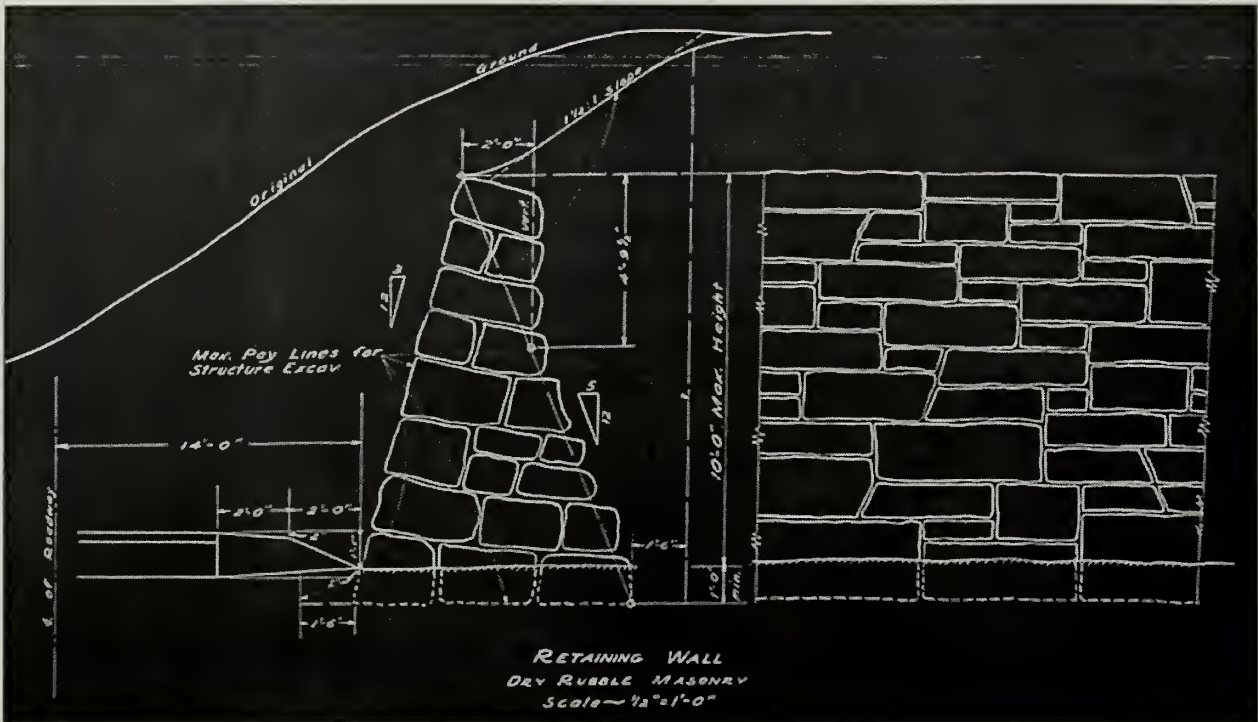 Original Ground
1½:1 Slope
2'-0"
Vert.
4'-9½"
3
12
Max. Pay Lines for
Structure Excav.
5
12
10'-0" Max. Height
14'-0"
2'-0" 2'-0"
℄ of Roadway
1'-6"
1'-0"
Min.
1'-6"
RETAINING WALL
DRY RUBBLE MASONRY
Scale~½"=1'-0"